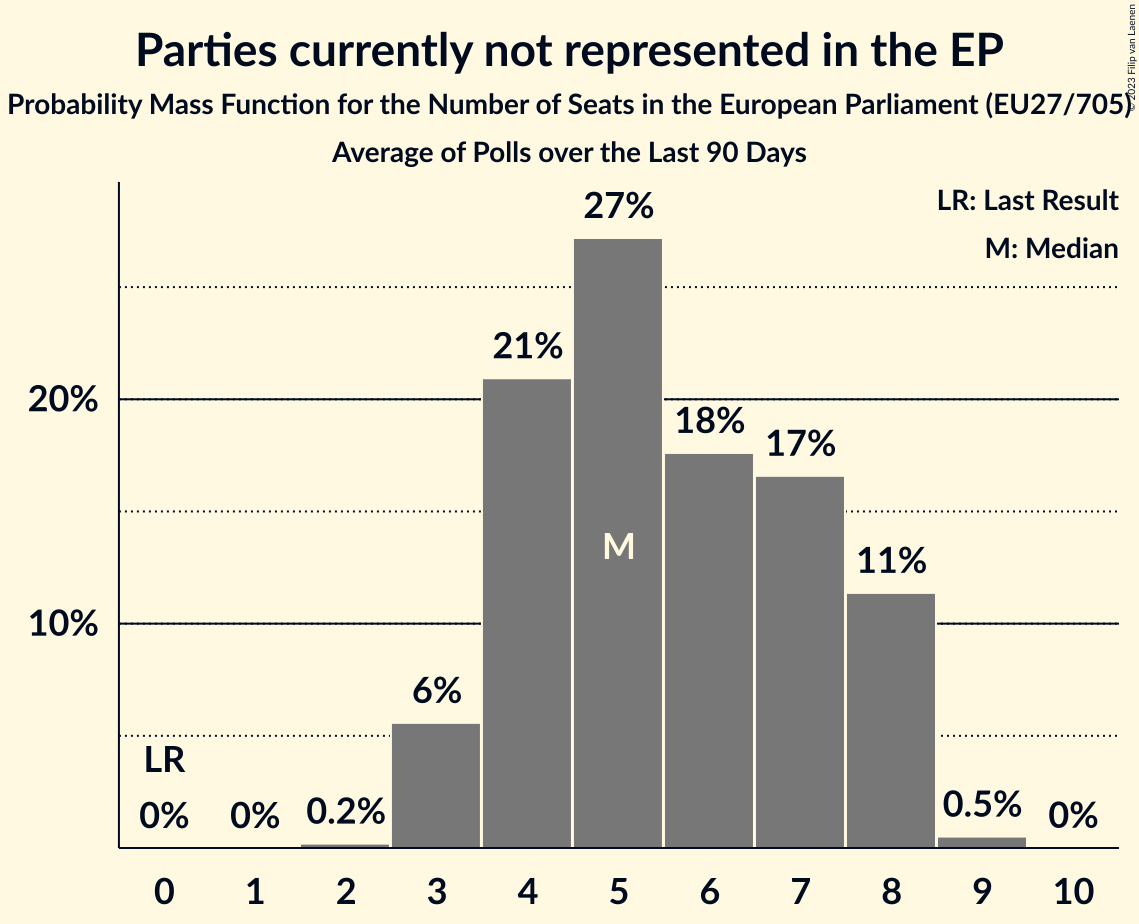 Parties currently not represented in the EP
Probability Mass Function for the Number of Seats in the European Parliament (EU27/705)
Average of Polls over the Last 90 Days
© 2023 Filip van Laenen
LR: Last Result
M: Median
27%
21%
20%
18%
17%
M
11%
10%
6%
LR
0%
0%
0.2%
0.5%
0%
0 1 2 3 4 5 6 7 8 9 10